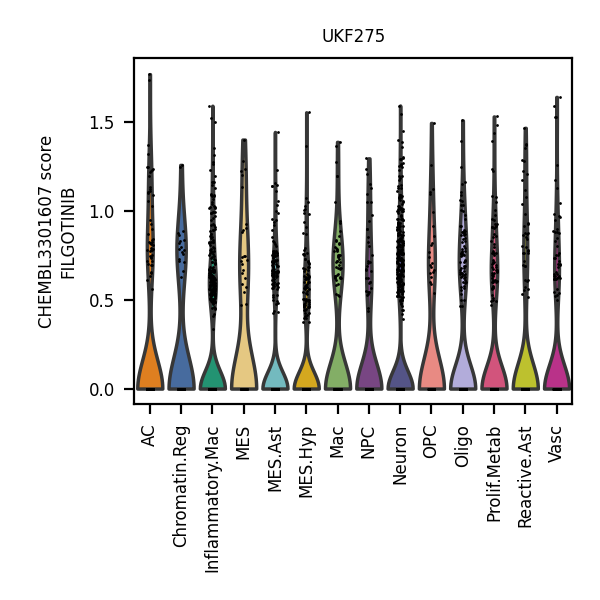 UKF275
CHEMBL3301607 score
FILGOTINIB
1.5
1.0
0.5
0.0
AC
Chromatin.Reg
Inflammatory.Mac
MES
MES.Ast
MES.Hyp
Mac
NPC
Neuron
OPC
Oligo
Prolif.Metab
Reactive.Ast
Vasc